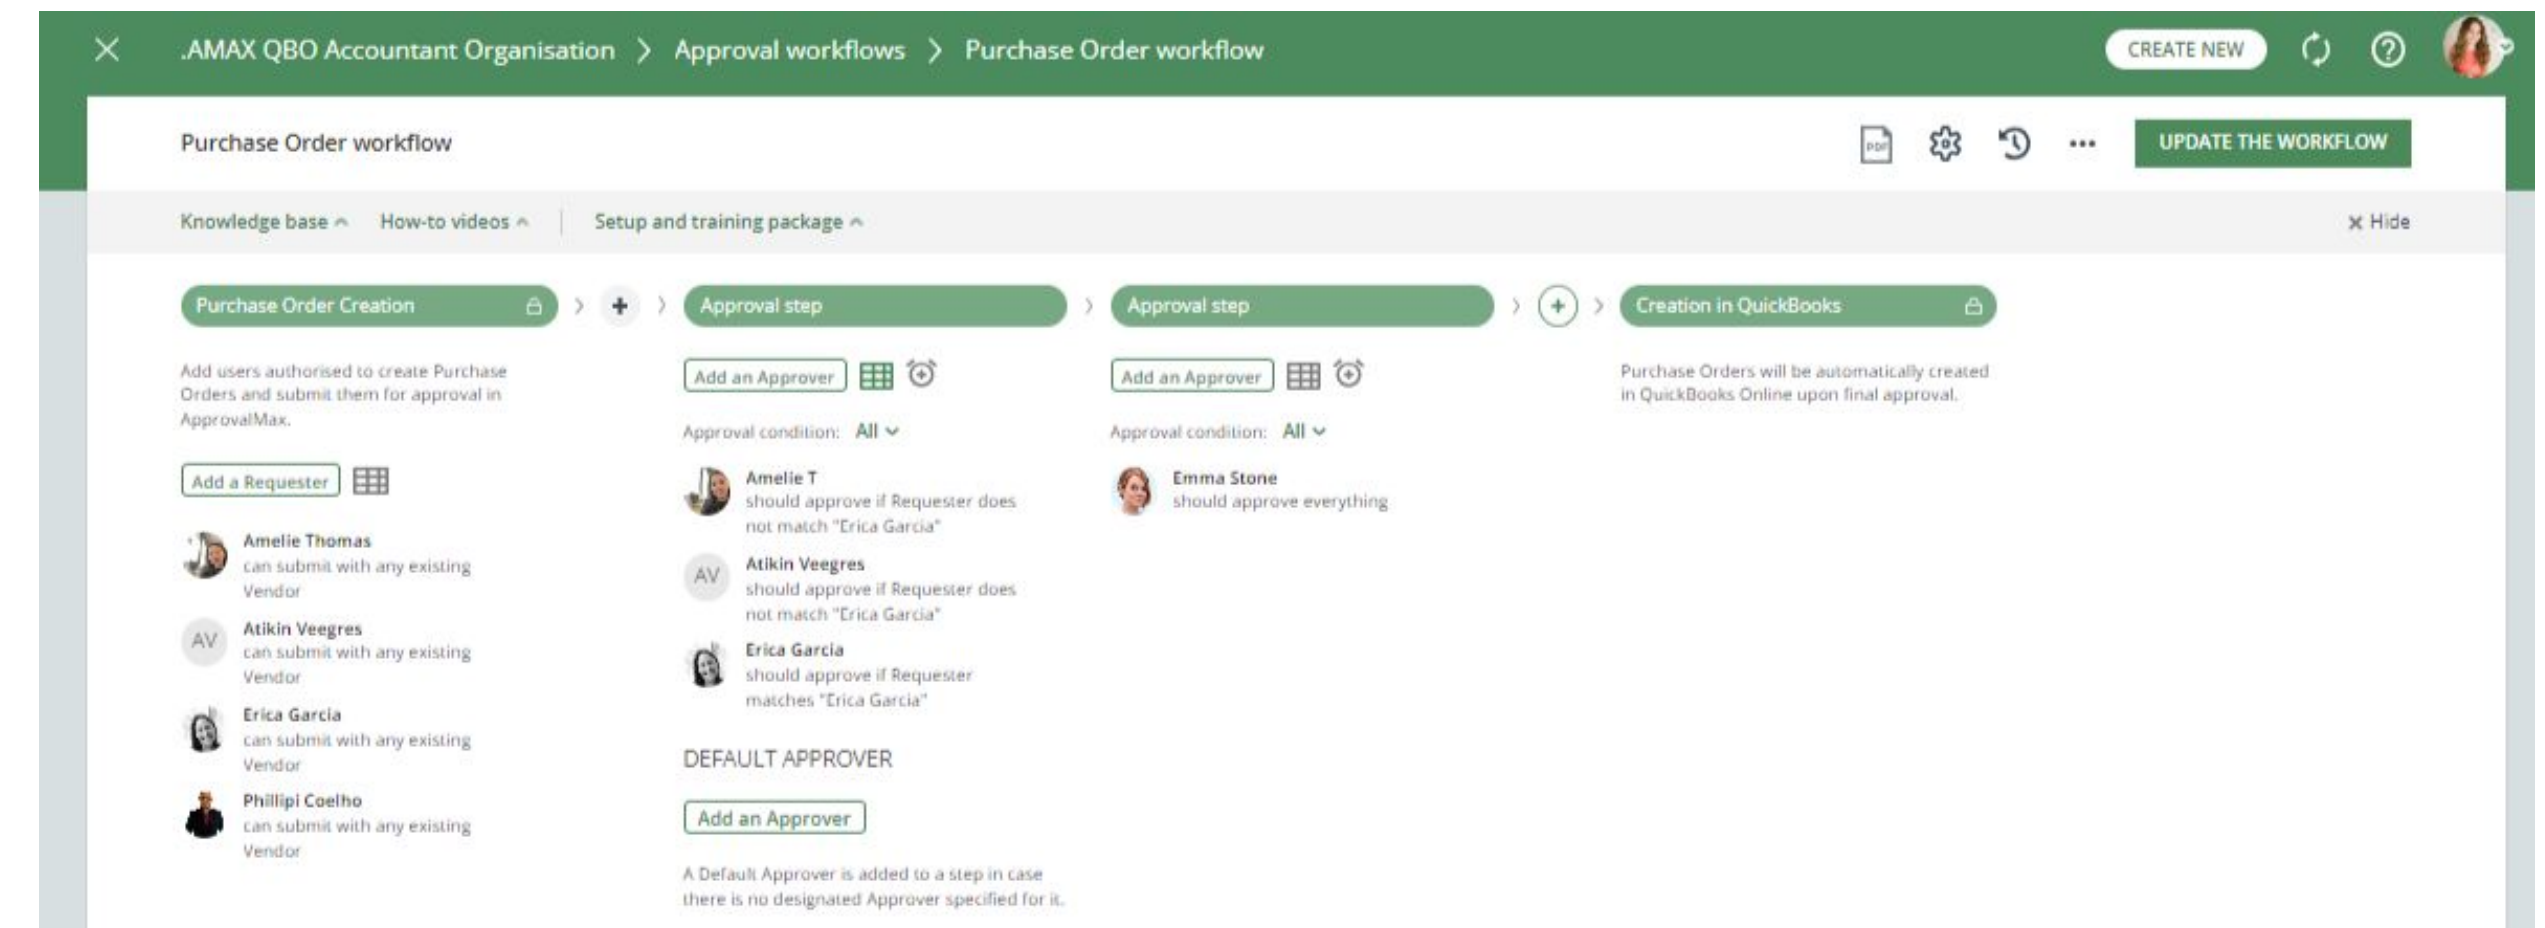 .AMAX QBO Accountant Organisation > Approval workflows > Purchase Order workflow
CREATE NEW
Purchase Order workflow
PDF
UPDATE THE WORKFLOW
Knowledge base
How-to videos
Setup and training package
Hide
Purchase Order Creation
Add users authorised to create Purchase
Orders and submit them for approval in
ApprovalMax.
Add a Requester
Amelie Thomas
can submit with any existing
Vendor
AV
Atikin Veegres
can submit with any existing
Vendor
Erica Garcia
can submit with any existing
Vendor
Phillipi Coelho
can submit with any existing
Vendor
Approval step
Add an Approver
Approval condition: All
Amelie T
should approve if Requester does
not match "Erica Garcia"
AV
Atikin Veegres
should approve if Requester does
not match "Erica Garcia"
Erica Garcia
should approve if Requester
matches "Erica Garcia"
DEFAULT APPROVER
Add an Approver
A Default Approver is added to a step in case
there is no designated Approver specified for it.
Approval step
Add an Approver
Approval condition: All
Emma Stone
should approve everything
Creation in QuickBooks
Purchase Orders will be automatically created
in QuickBooks Online upon final approval.